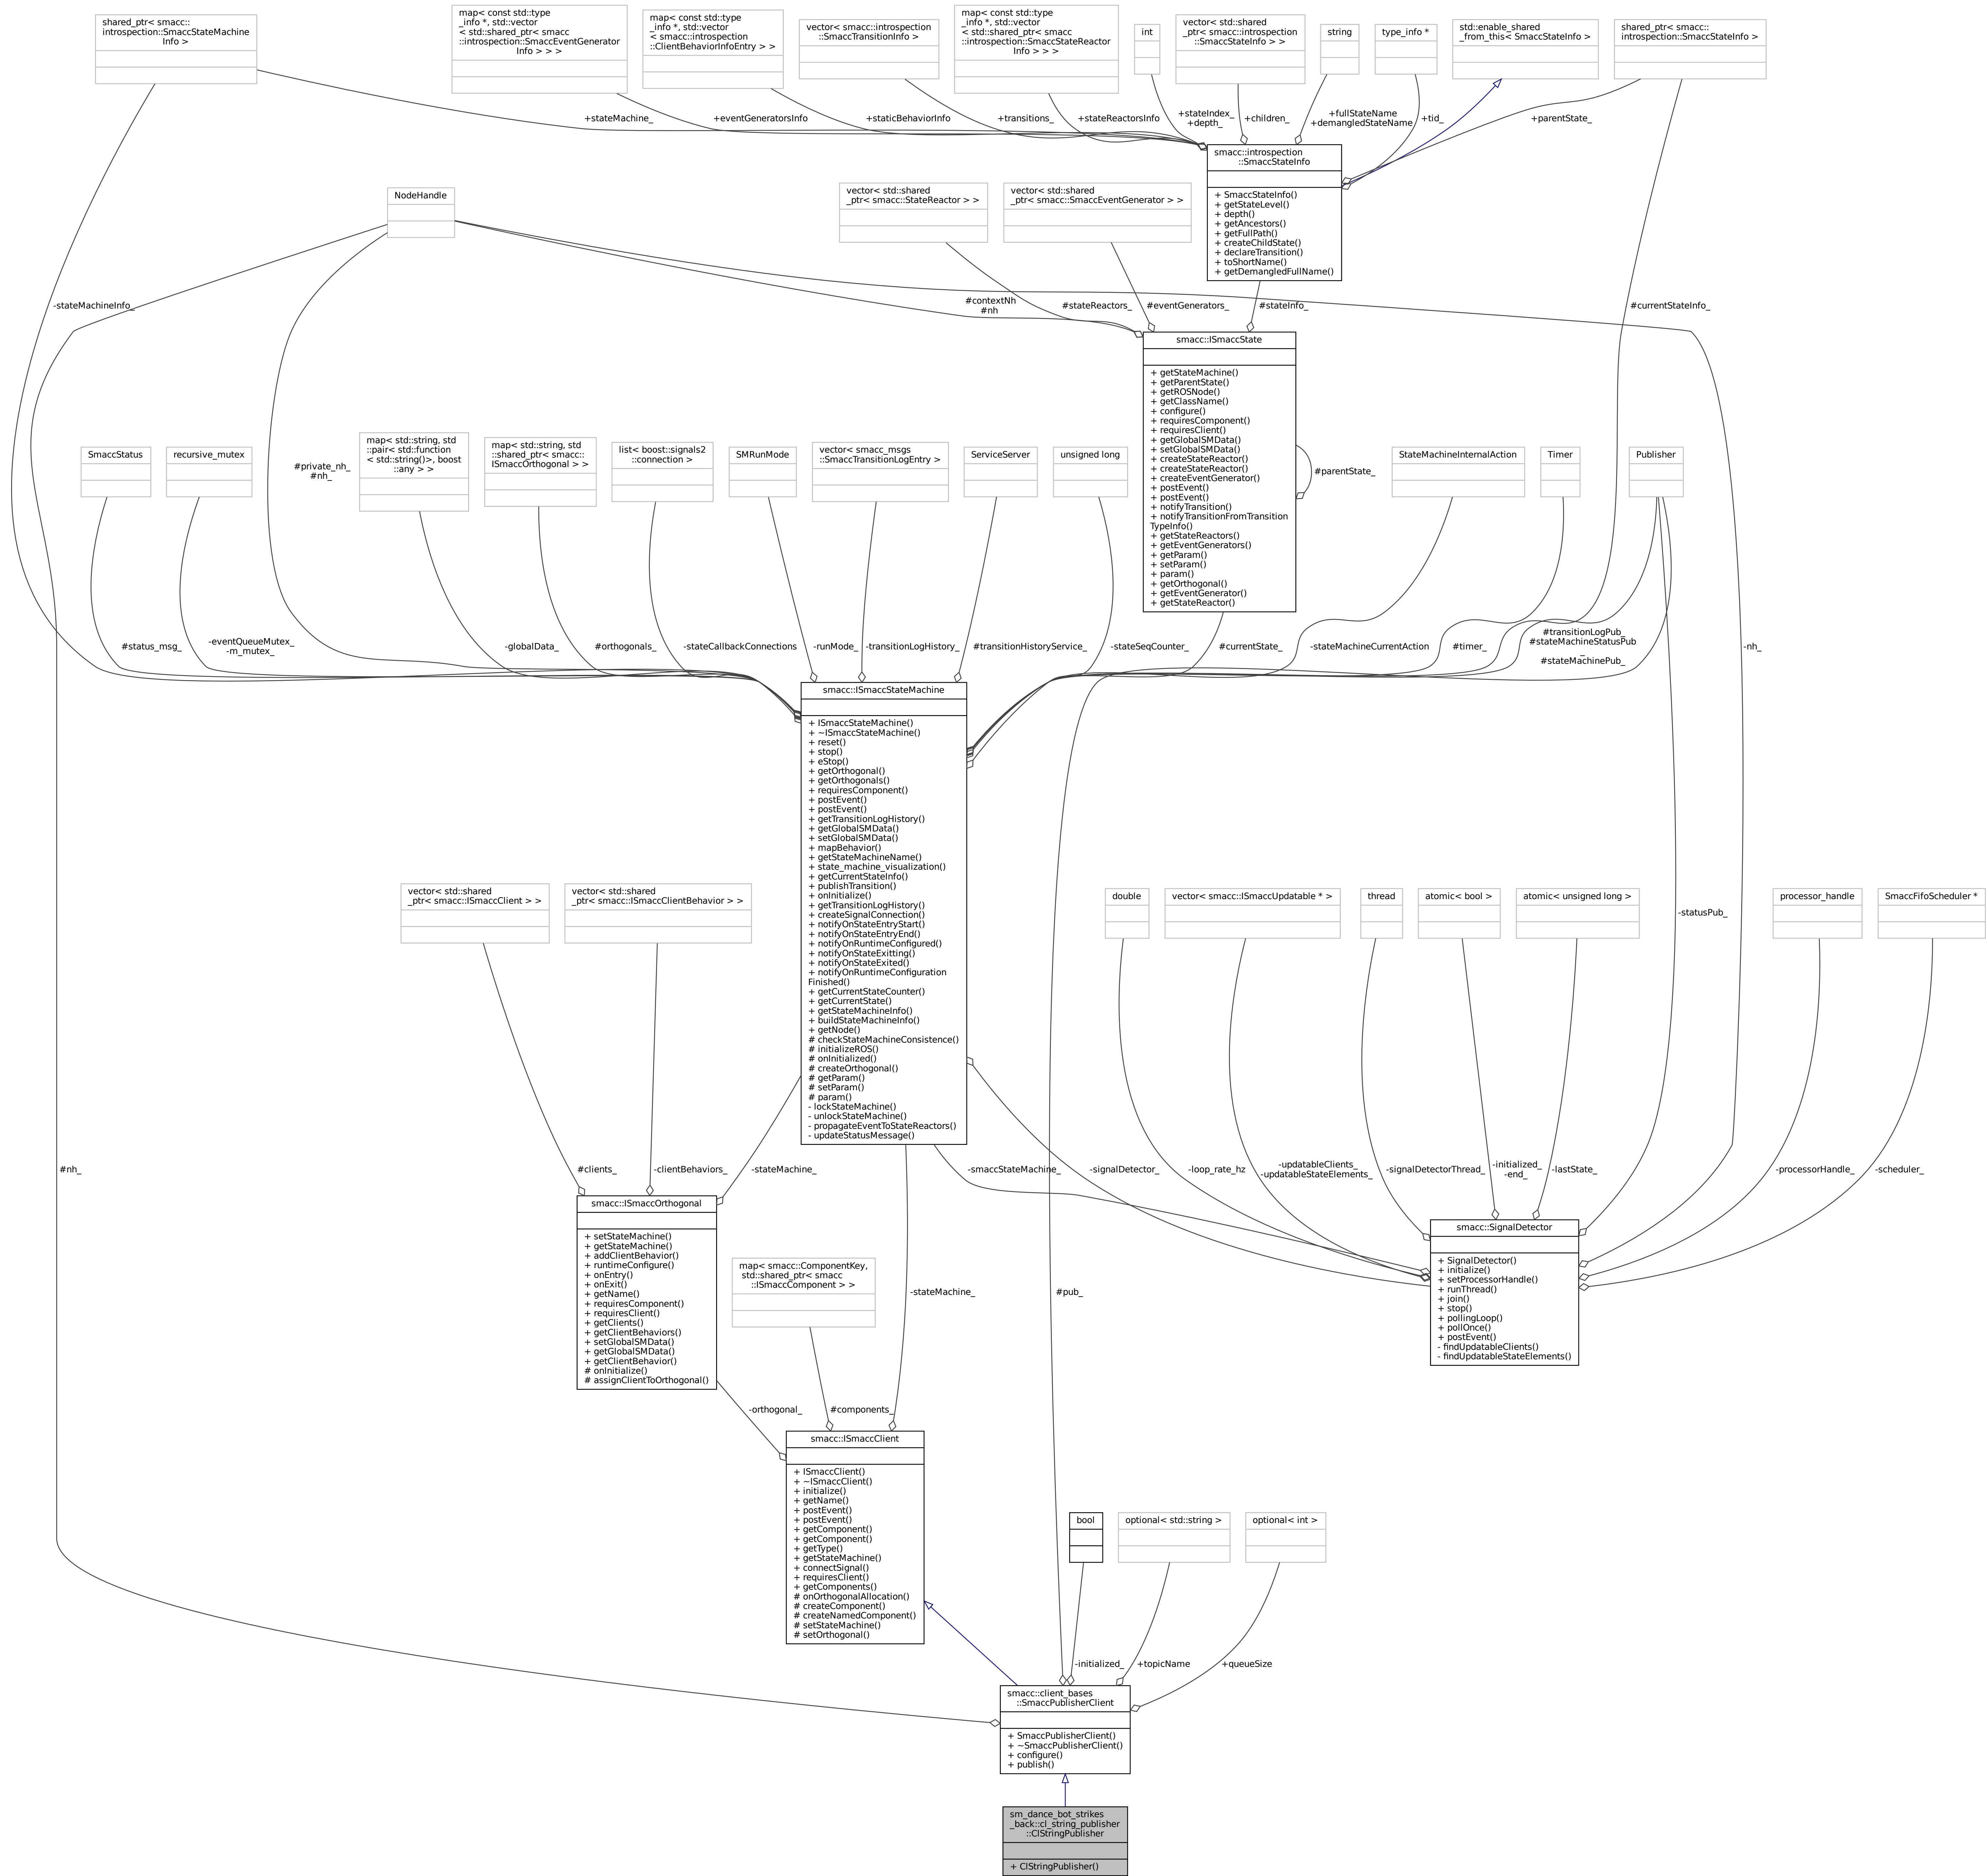 shared_ptr< smacc::
introspection::SmaccStateMachine
Info >
map< const std::type
_info *, std::vector
< std::shared_ptr< smacc
::introspection::SmaccEventGenerator
Info > > >
map< const std::type
_info *, std::vector
< smacc::introspection
::ClientBehaviorInfoEntry > >
vector< smacc::introspection
::SmaccTransitionInfo >
map< const std::type
_info *, std::vector
< std::shared_ptr< smacc
::introspection::SmaccStateReactor
Info > > >
int
vector< std::shared
_ptr< smacc::introspection
::SmaccStateInfo > >
string
type_info *
std::enable_shared
_from_this< SmaccStateInfo >
shared_ptr< smacc::
introspection::SmaccStateInfo >
+stateMachine_
+eventGeneratorsInfo
+staticBehaviorInfo
+transitions_
+stateReactorsInfo
+stateIndex_
+depth_
+children_
+fullStateName
+demangledStateName
+tid_
+parentState_
smacc::introspection
::SmaccStateInfo
+ SmaccStateInfo()
+ getStateLevel()
+ depth()
+ getAncestors()
+ getFullPath()
+ createChildState()
+ declareTransition()
+ toShortName()
+ getDemangledFullName()
NodeHandle
vector< std::shared
_ptr< smacc::StateReactor > >
vector< std::shared
_ptr< smacc::SmaccEventGenerator > >
-stateMachineInfo_
#contextNh
#nh
#stateReactors_
#eventGenerators_
#stateInfo_
#currentStateInfo_
smacc::ISmaccState
+ getStateMachine()
+ getParentState()
+ getROSNode()
+ getClassName()
+ configure()
+ requiresComponent()
+ requiresClient()
+ getGlobalSMData()
+ setGlobalSMData()
+ createStateReactor()
+ createStateReactor()
+ createEventGenerator()
+ postEvent()
+ postEvent()
+ notifyTransition()
+ notifyTransitionFromTransition
TypeInfo()
+ getStateReactors()
+ getEventGenerators()
+ getParam()
+ setParam()
+ param()
+ getOrthogonal()
+ getEventGenerator()
+ getStateReactor()
#parentState_
SmaccStatus
recursive_mutex
#private_nh_
#nh_
map< std::string, std
::pair< std::function
< std::string()>, boost
::any > >
map< std::string, std
::shared_ptr< smacc::
ISmaccOrthogonal > >
list< boost::signals2
::connection >
SMRunMode
vector< smacc_msgs
::SmaccTransitionLogEntry >
ServiceServer
unsigned long
StateMachineInternalAction
Timer
Publisher
#status_msg_
-eventQueueMutex_
-m_mutex_
-globalData_
#orthogonals_
-stateCallbackConnections
-runMode_
-transitionLogHistory_
#transitionHistoryService_
-stateSeqCounter_
#currentState_
-stateMachineCurrentAction
#timer_
#transitionLogPub_
#stateMachineStatusPub
_
#stateMachinePub_
-nh_
smacc::ISmaccStateMachine
+ ISmaccStateMachine()
+ ~ISmaccStateMachine()
+ reset()
+ stop()
+ eStop()
+ getOrthogonal()
+ getOrthogonals()
+ requiresComponent()
+ postEvent()
+ postEvent()
+ getTransitionLogHistory()
+ getGlobalSMData()
+ setGlobalSMData()
+ mapBehavior()
+ getStateMachineName()
+ state_machine_visualization()
+ getCurrentStateInfo()
+ publishTransition()
+ onInitialize()
+ getTransitionLogHistory()
+ createSignalConnection()
+ notifyOnStateEntryStart()
+ notifyOnStateEntryEnd()
+ notifyOnRuntimeConfigured()
+ notifyOnStateExitting()
+ notifyOnStateExited()
+ notifyOnRuntimeConfiguration
Finished()
+ getCurrentStateCounter()
+ getCurrentState()
+ getStateMachineInfo()
+ buildStateMachineInfo()
+ getNode()
# checkStateMachineConsistence()
# initializeROS()
# onInitialized()
# createOrthogonal()
# getParam()
# setParam()
# param()
- lockStateMachine()
- unlockStateMachine()
- propagateEventToStateReactors()
- updateStatusMessage()
vector< std::shared
_ptr< smacc::ISmaccClient > >
vector< std::shared
_ptr< smacc::ISmaccClientBehavior > >
double
vector< smacc::ISmaccUpdatable * >
thread
atomic< bool >
atomic< unsigned long >
-statusPub_
processor_handle
SmaccFifoScheduler *
#nh_
#clients_
-clientBehaviors_
-stateMachine_
-smaccStateMachine_
-signalDetector_
-loop_rate_hz
-updatableClients_
-updatableStateElements_
-signalDetectorThread_
-initialized_
-end_
-lastState_
-processorHandle_
-scheduler_
smacc::ISmaccOrthogonal
+ setStateMachine()
+ getStateMachine()
+ addClientBehavior()
+ runtimeConfigure()
+ onEntry()
+ onExit()
+ getName()
+ requiresComponent()
+ requiresClient()
+ getClients()
+ getClientBehaviors()
+ setGlobalSMData()
+ getGlobalSMData()
+ getClientBehavior()
# onInitialize()
# assignClientToOrthogonal()
smacc::SignalDetector
+ SignalDetector()
+ initialize()
+ setProcessorHandle()
+ runThread()
+ join()
+ stop()
+ pollingLoop()
+ pollOnce()
+ postEvent()
- findUpdatableClients()
- findUpdatableStateElements()
map< smacc::ComponentKey,
std::shared_ptr< smacc
::ISmaccComponent > >
-stateMachine_
#pub_
-orthogonal_
#components_
smacc::ISmaccClient
+ ISmaccClient()
+ ~ISmaccClient()
+ initialize()
+ getName()
+ postEvent()
+ postEvent()
+ getComponent()
+ getComponent()
+ getType()
+ getStateMachine()
+ connectSignal()
+ requiresClient()
+ getComponents()
# onOrthogonalAllocation()
# createComponent()
# createNamedComponent()
# setStateMachine()
# setOrthogonal()
bool
optional< std::string >
optional< int >
-initialized_
+topicName
+queueSize
smacc::client_bases
::SmaccPublisherClient
+ SmaccPublisherClient()
+ ~SmaccPublisherClient()
+ configure()
+ publish()
sm_dance_bot_strikes
_back::cl_string_publisher
::ClStringPublisher
+ ClStringPublisher()